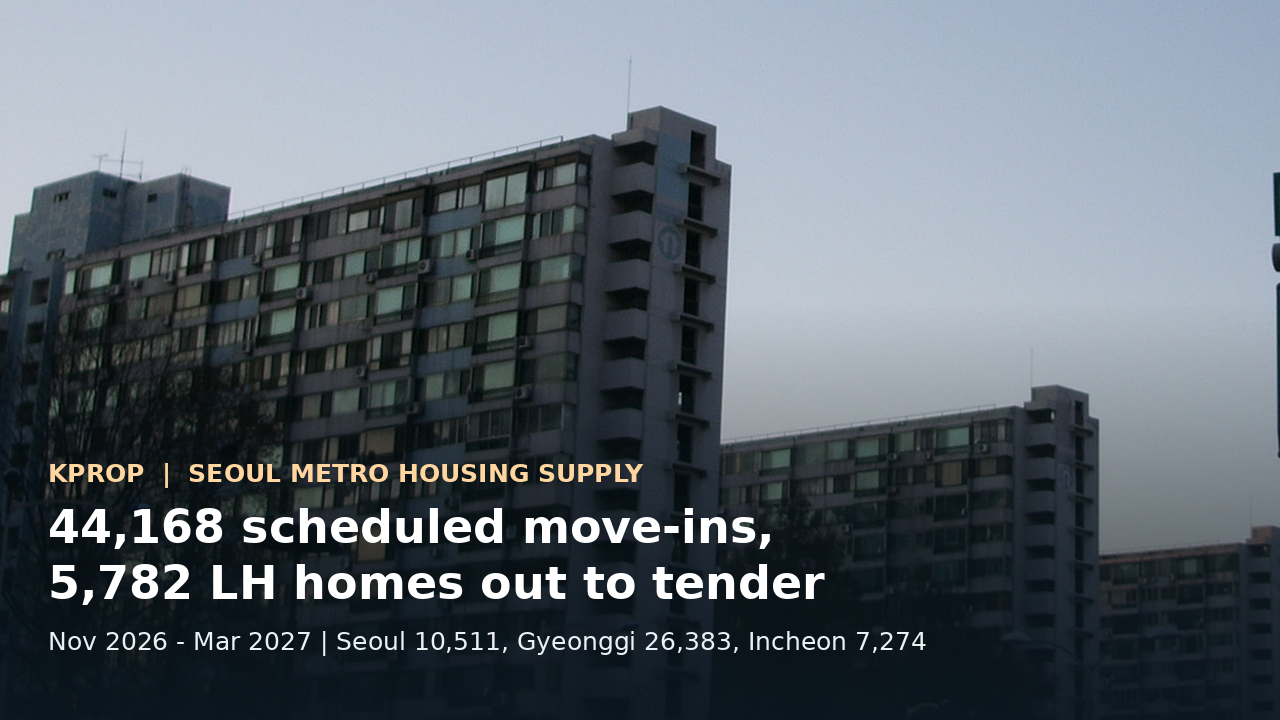 KPROP | SEOUL METRO HOUSING SUPPLY
44,168 scheduled move-ins,
5,782 LH homes out to tender
Nov 2026 - Mar 2027 | Seoul 10,511, Gyeonggi 26,383, Incheon 7,274